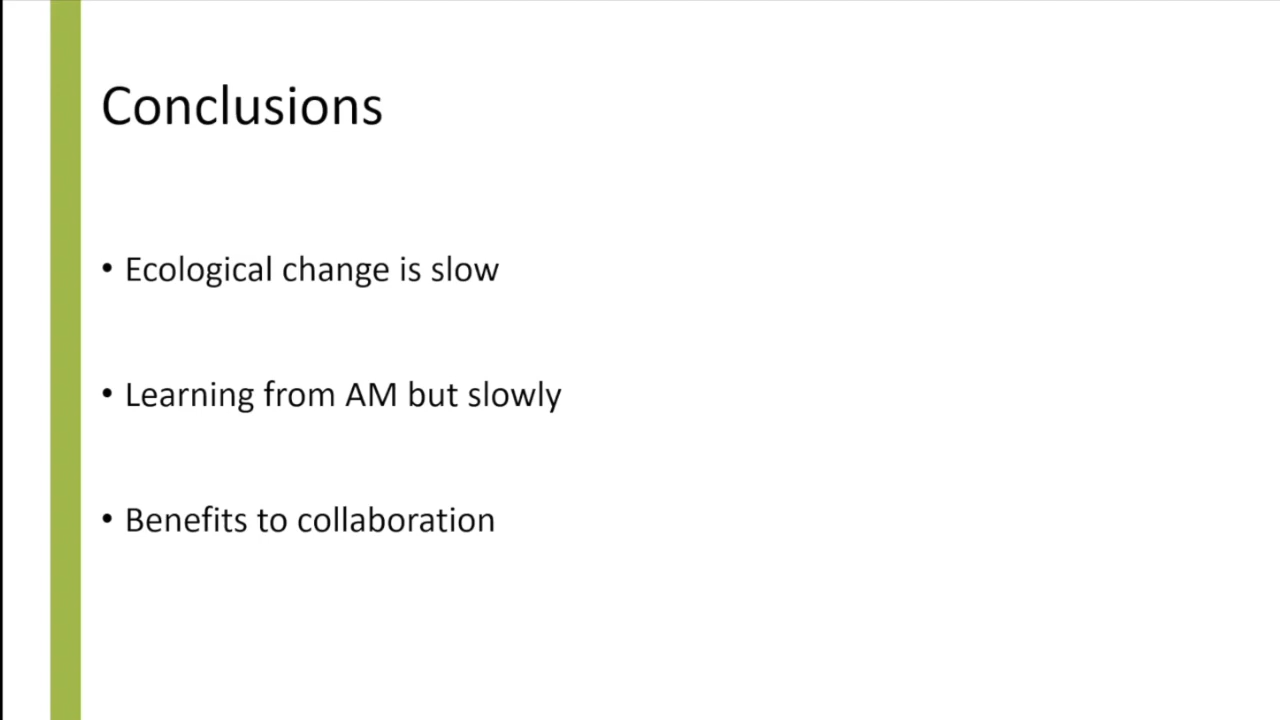 Conclusions
• Ecological change is slow
• Learning from AM but slowly
• Benefits to collaboration